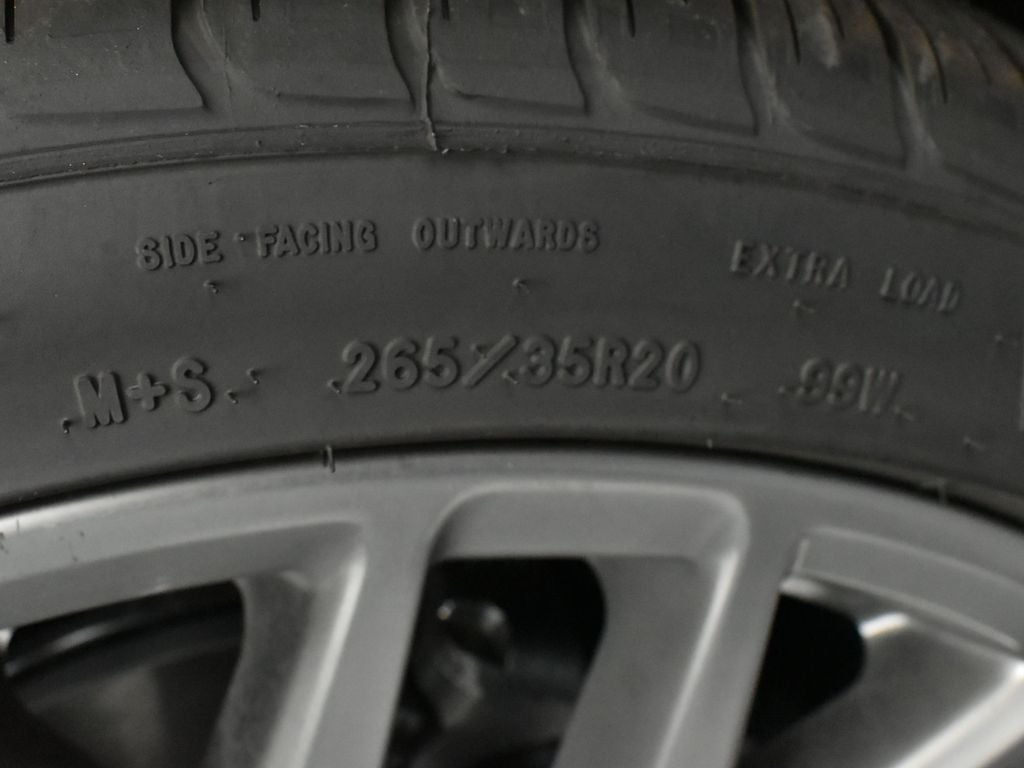 SIDE FACING OUTWARDS EXTRA LOAD
M+S 265/35R20 99W